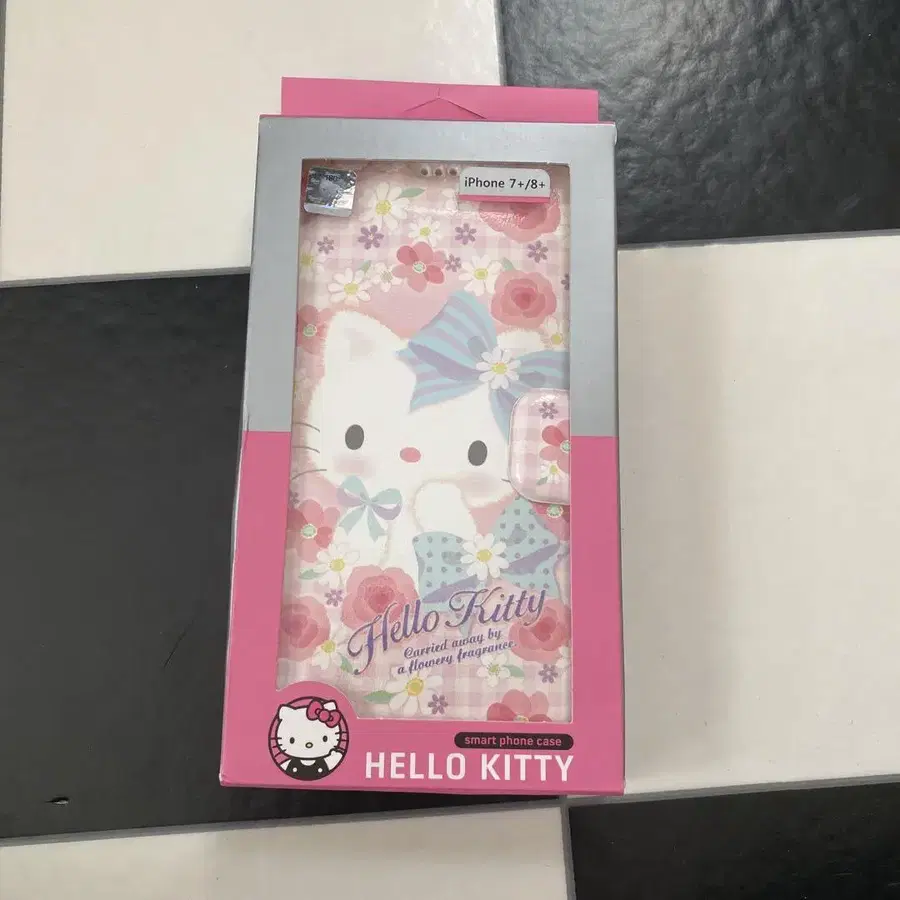 iPhone 7+/8+
Hello Kitty
Carried away by
a flowery fragrance.
smart phone case
HELLO KITTY